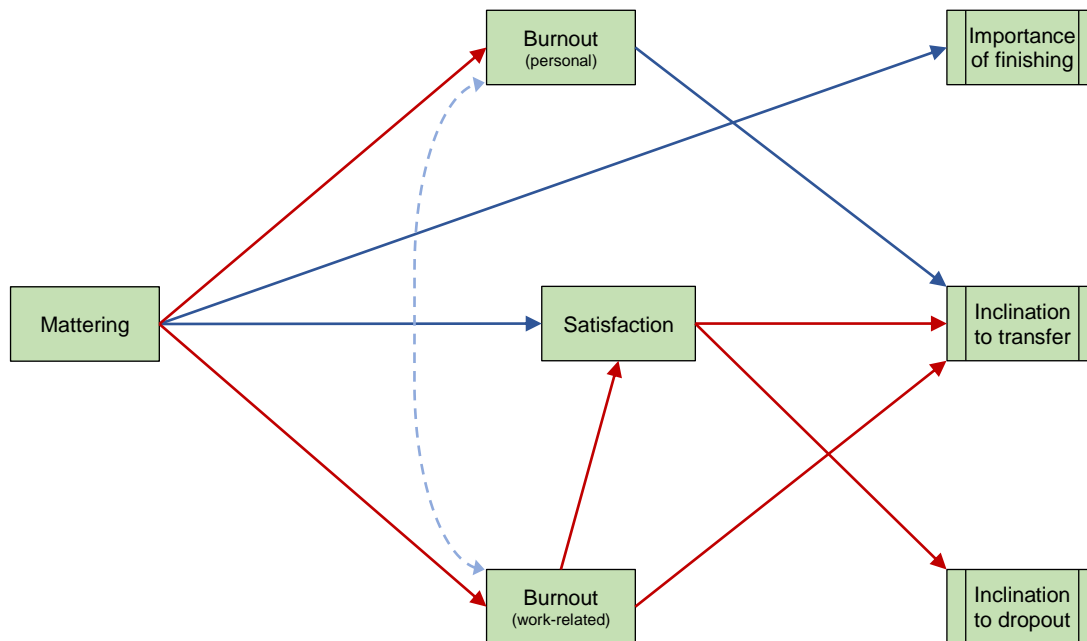 Burnout
(personal)
Importance
of finishing
Mattering
Satisfaction
Inclination
to transfer
Burnout
(work-related)
Inclination
to dropout